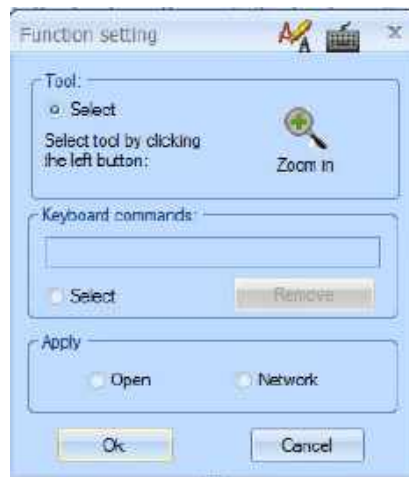 Function setting
Tool:
Select
Select tool by clicking
the left button:
Zoom in
Keyboard commands:
Select
Remove
Apply
Open
Network
Ok
Cancel